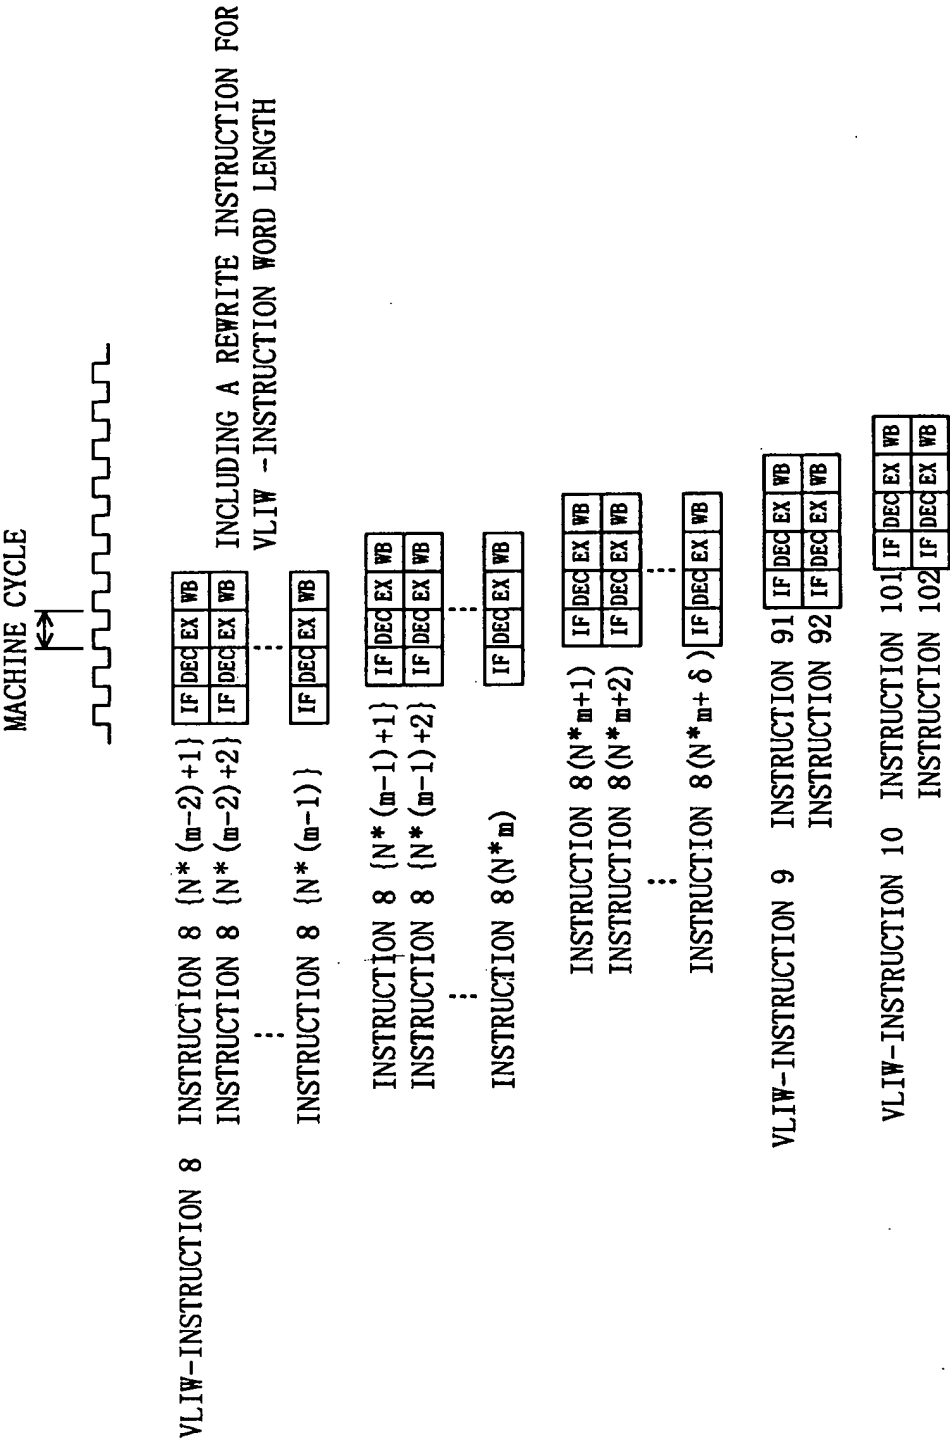 MACHINE CYCLE
VLIW-INSTRUCTION 8 INSTRUCTION 8 {N*(m-2)+1} IF DEC EX WB
INSTRUCTION 8 {N*(m-2)+2} IF DEC EX WB
INCLUDING A REWRITE INSTRUCTION FOR
VLIW -INSTRUCTION WORD LENGTH
⋮ ⋮
INSTRUCTION 8 {N*(m-1)} IF DEC EX WB
INSTRUCTION 8 {N*(m-1)+1} IF DEC EX WB
INSTRUCTION 8 {N*(m-1)+2} IF DEC EX WB
⋮ ⋮
INSTRUCTION 8(N*m) IF DEC EX WB
INSTRUCTION 8(N*m+1) IF DEC EX WB
INSTRUCTION 8(N*m+2) IF DEC EX WB
⋮ ⋮
INSTRUCTION 8(N*m+ δ ) IF DEC EX WB
VLIW-INSTRUCTION 9 INSTRUCTION 91 IF DEC EX WB
INSTRUCTION 92 IF DEC EX WB
VLIW-INSTRUCTION 10 INSTRUCTION 101 IF DEC EX WB
INSTRUCTION 102 IF DEC EX WB